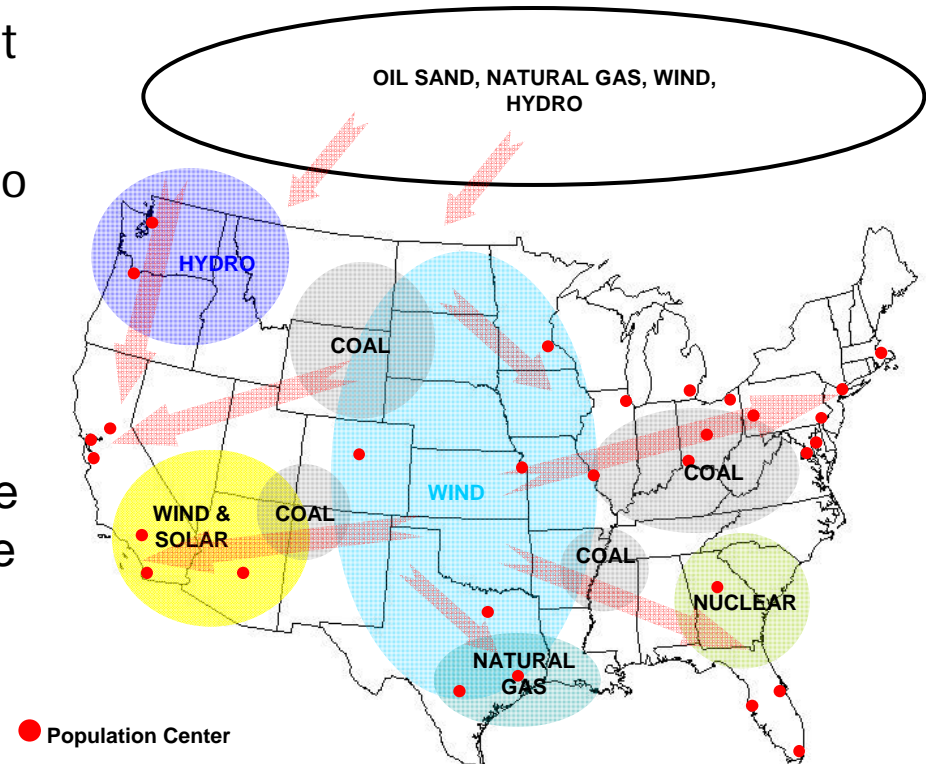 t
OIL SAND, NATURAL GAS, WIND,
HYDRO
o
HYDRO
COAL
COAL
WIND
e
WIND &
SOLAR
COAL
e
COAL
NUCLEAR
NATURAL
GAS
Population Center